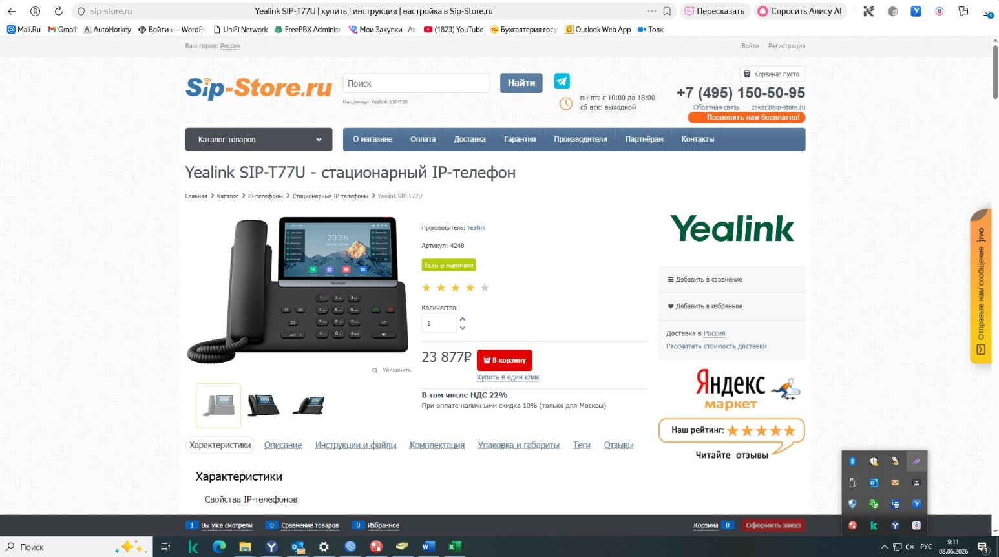 sip-store.ru
Yealink SIP-T77U | купить | инструкция | настройка в Sip-Store.ru
Пересказать
Спросить Алису AI
1
Mail.Ru
Gmail
AutoHotkey
Войти ‹ — WordPr
UniFi Network
FreePBX Administ
Мои Закупки - Ав
(1823) YouTube
Бухгалтерия госу
Outlook Web App
Толк
Ваш город: Россия
Войти
Регистрация
Sip-Store.ru
Поиск
Найти
Например: Yealink SIP-T30
пн-пт: с 10:00 до 18:00
сб-вск: выходной
Корзина: пусто
+7 (495) 150-50-95
Обратная связь
zakaz@sip-store.ru
Позвонить нам бесплатно!
Каталог товаров
О магазине
Оплата
Доставка
Гарантия
Производители
Партнёрам
Контакты
Yealink SIP-T77U - стационарный IP-телефон
Главная > Каталог > IP-телефоны > Стационарные IP телефоны > Yealink SIP-T77U
20:36
Yealink
Увеличить
Производитель: Yealink
Артикул: 4248
Есть в наличии
Количество:
1
23 877₽
В корзину
Купить в один клик
В том числе НДС 22%
При оплате наличными скидка 10% (только для Москвы)
Yealink
Добавить в сравнение
Добавить в избранное
Доставка в Россия
Рассчитать стоимость доставки
Яндекс
маркет
Наш рейтинг:
Читайте отзывы
Отправьте нам сообщение jivo
Характеристики
Описание
Инструкции и файлы
Комплектация
Упаковка и габариты
Теги
Отзывы
Характеристики
Свойства IP-телефонов
1 Вы уже смотрели
0 Сравнение товаров
0 Избранное
Корзина 0
Оформить заказ
Поиск
РУС
9:11
08.06.2026
3